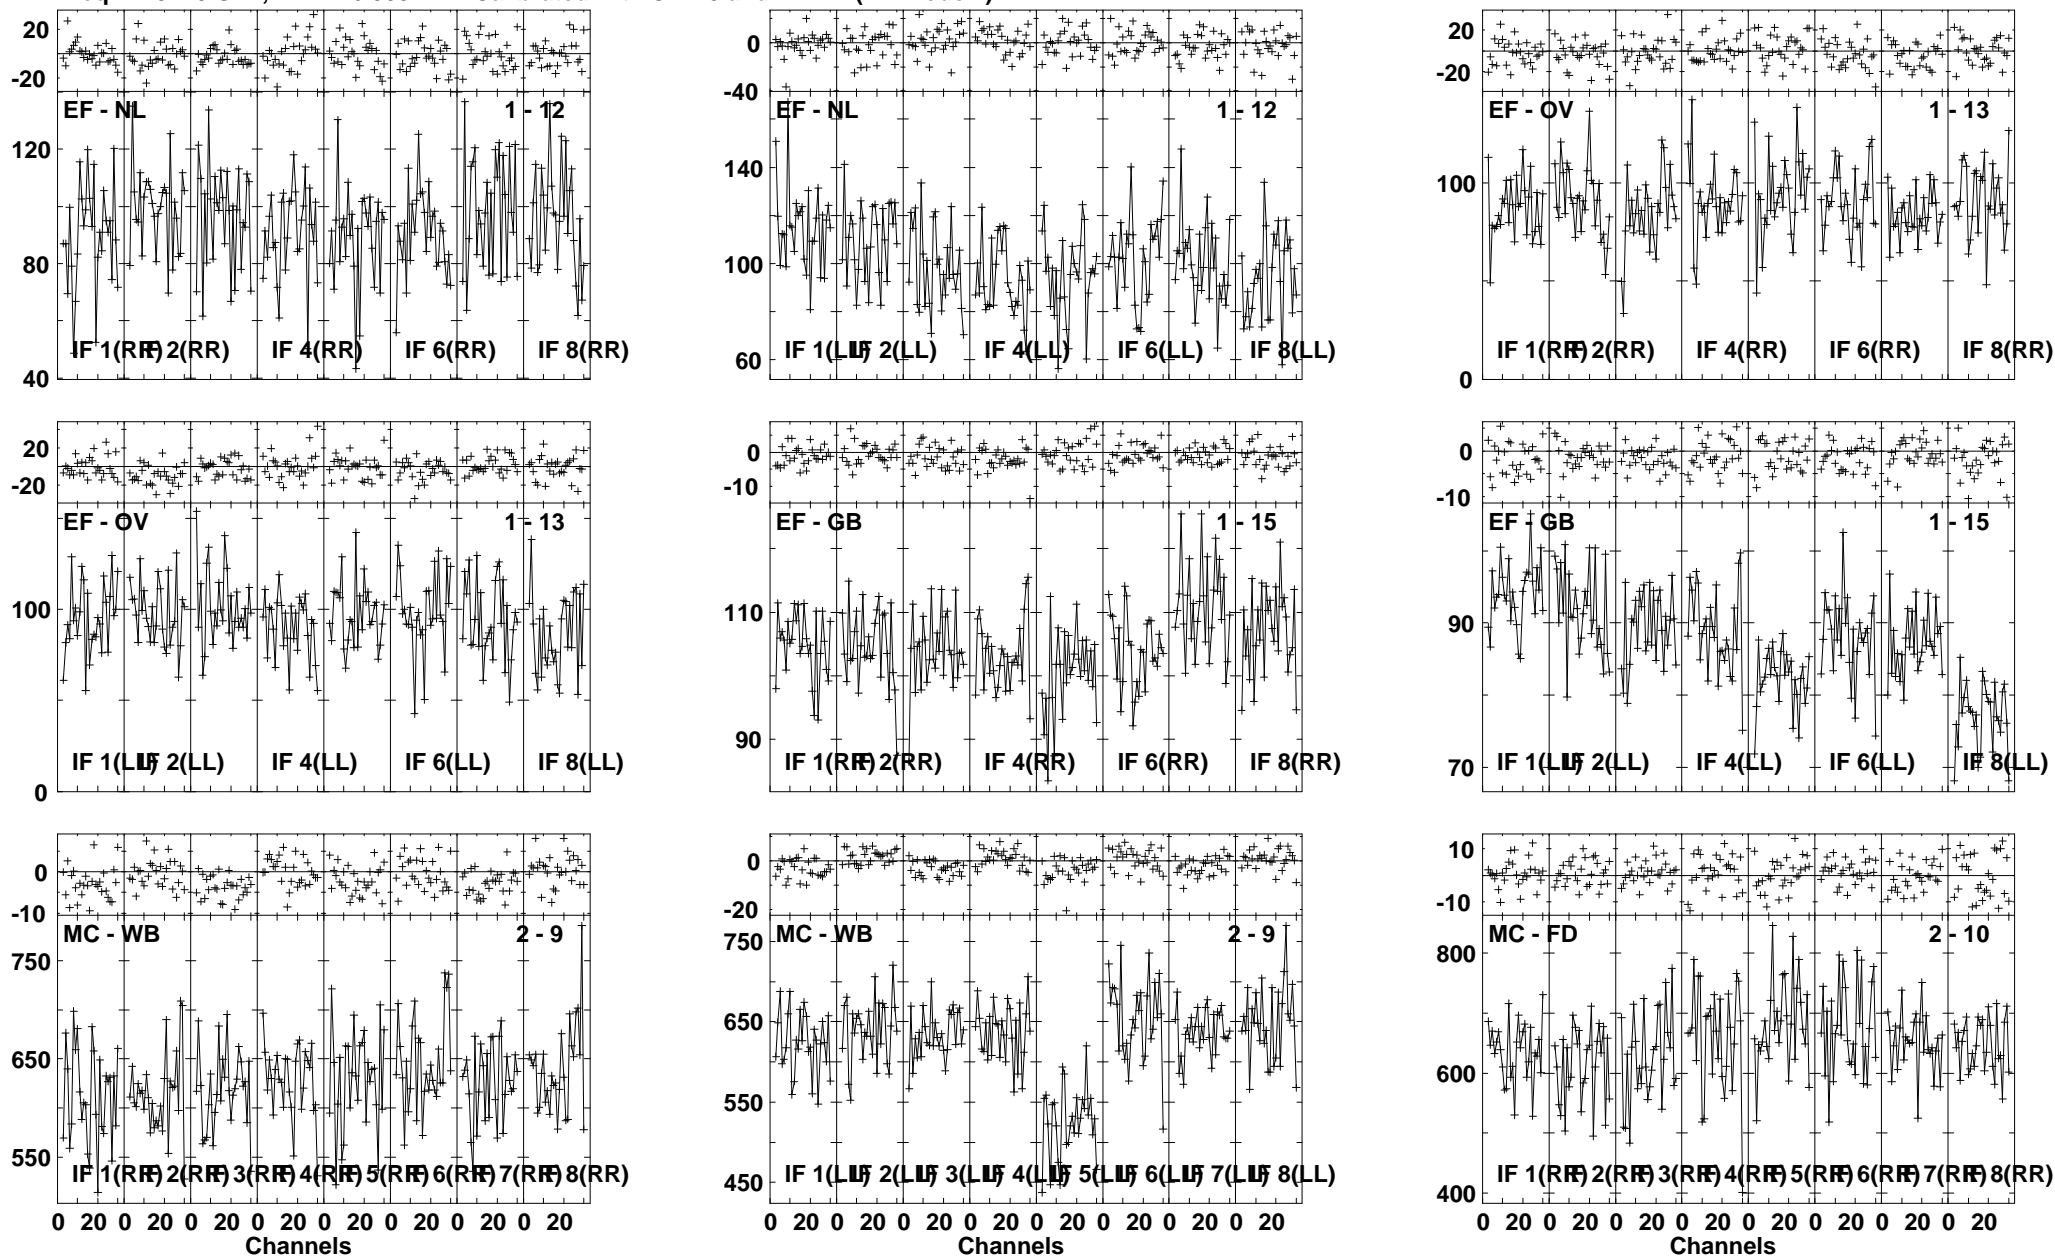 20
0
-20
EF - NL 1 - 12
120
80
40
IF 1(RR) IF 2(RR) IF 4(RR) IF 6(RR) IF 8(RR)
0
-40
EF - NL 1 - 12
140
100
60
IF 1(LL) IF 2(LL) IF 4(LL) IF 6(LL) IF 8(LL)
20
-20
EF - OV 1 - 13
100
0
IF 1(RR) IF 2(RR) IF 4(RR) IF 6(RR) IF 8(RR)
20
-20
EF - OV 1 - 13
100
0
IF 1(LL) IF 2(LL) IF 4(LL) IF 6(LL) IF 8(LL)
0
-10
EF - GB 1 - 15
110
90
IF 1(RR) IF 2(RR) IF 4(RR) IF 6(RR) IF 8(RR)
0
-10
EF - GB 1 - 15
90
70
IF 1(LL) IF 2(LL) IF 4(LL) IF 6(LL) IF 8(LL)
0
-10
MC - WB 2 - 9
750
650
550
IF 1(RR) IF 2(RR) IF 3(RR) IF 4(RR) IF 5(RR) IF 6(RR) IF 7(RR) IF 8(RR)
0 20 0 20 0 20 0 20 0 20 0 20 0 20 0 20
Channels
0
-20
MC - WB 2 - 9
750
650
550
450
IF 1(LL) IF 2(LL) IF 3(LL) IF 4(LL) IF 5(LL) IF 6(LL) IF 7(LL) IF 8(LL)
0 20 0 20 0 20 0 20 0 20 0 20 0 20 0 20
Channels
10
-10
MC - FD 2 - 10
800
600
400
IF 1(RR) IF 2(RR) IF 3(RR) IF 4(RR) IF 5(RR) IF 6(RR) IF 7(RR) IF 8(RR)
0 20 0 20 0 20 0 20 0 20 0 20 0 20 0 20
Channels